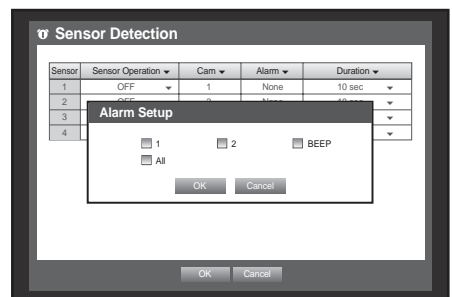 Sensor Detection
Sensor Sensor Operation Cam Alarm Duration
1 OFF 1 None 10 sec
2
3
4
Alarm Setup
1 2 BEEP
All
OK Cancel
OK Cancel